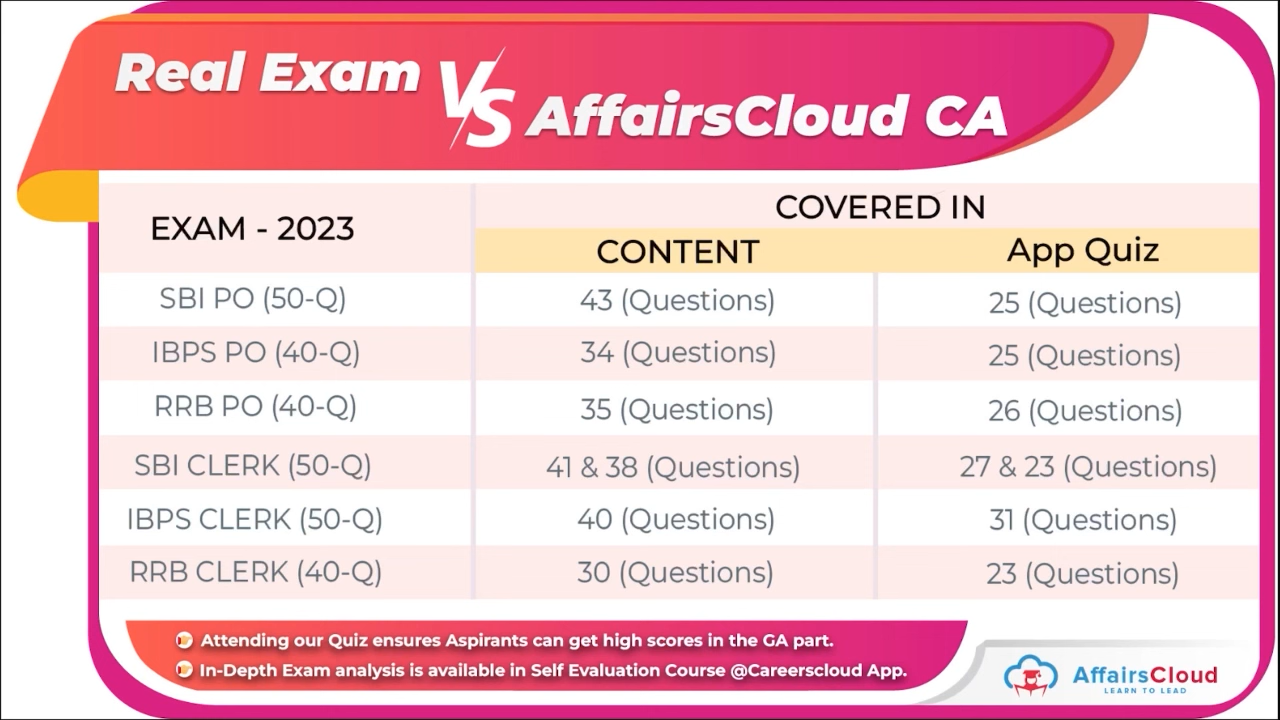 Real Exam
VS
AffairsCloud CA
EXAM - 2023
COVERED IN
CONTENT
App Quiz
SBI PO (50-Q)
43 (Questions)
25 (Questions)
IBPS PO (40-Q)
34 (Questions)
25 (Questions)
RRB PO (40-Q)
35 (Questions)
26 (Questions)
SBI CLERK (50-Q)
41 & 38 (Questions)
27 & 23 (Questions)
IBPS CLERK (50-Q)
40 (Questions)
31 (Questions)
RRB CLERK (40-Q)
30 (Questions)
23 (Questions)
Attending our Quiz ensures Aspirants can get high scores in the GA part.
In-Depth Exam analysis is available in Self Evaluation Course @Careerscloud App.
AffairsCloud
LEARN TO LEAD